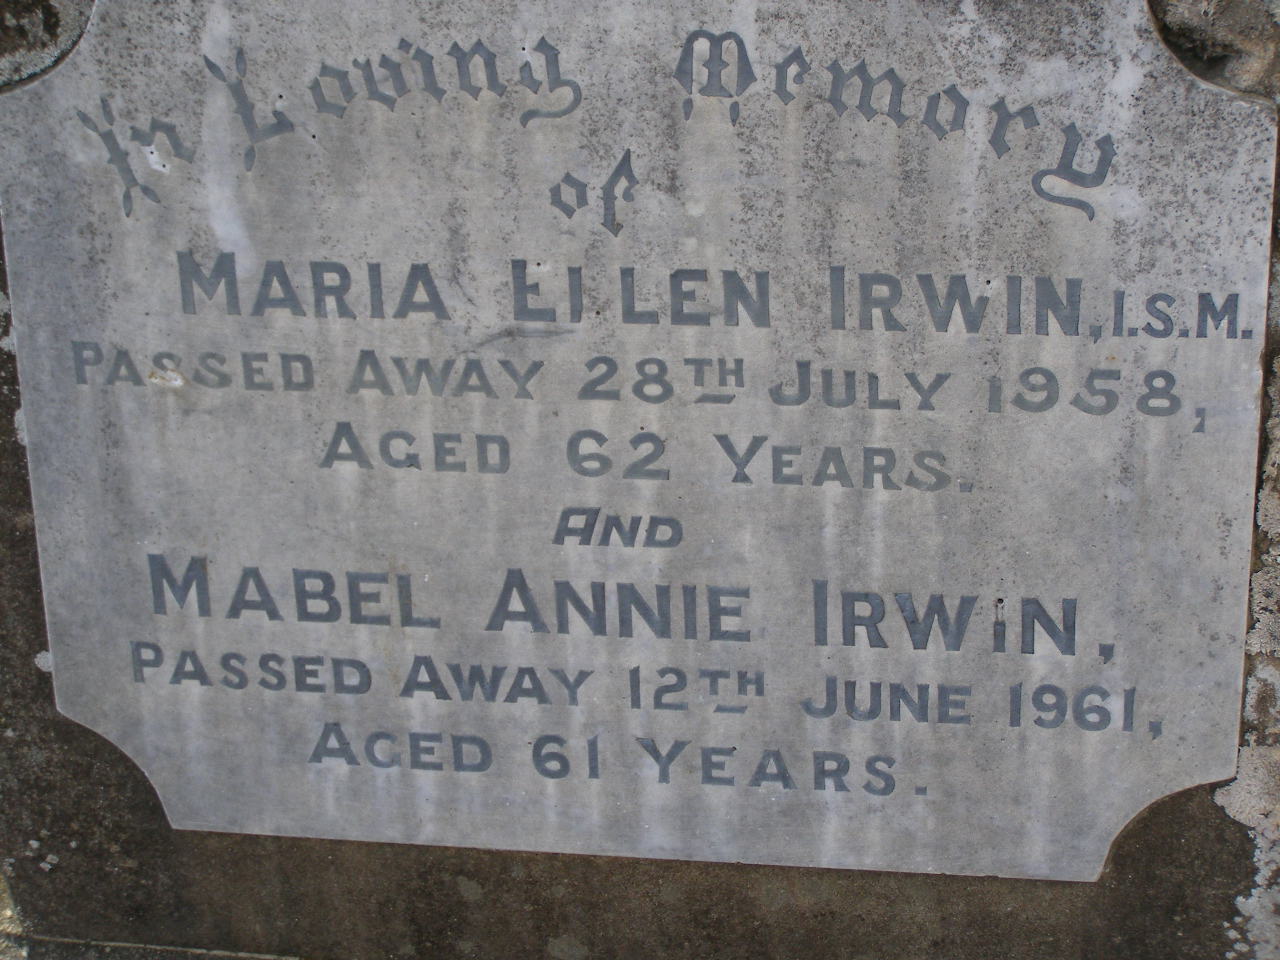 In Loving Memory
of
MARIA EILEEN IRWIN, I.S.M.
PASSED AWAY 28TH JULY 1958,
AGED 62 YEARS.
AND
MABEL ANNIE IRWIN,
PASSED AWAY 12TH JUNE 1961,
AGED 61 YEARS.